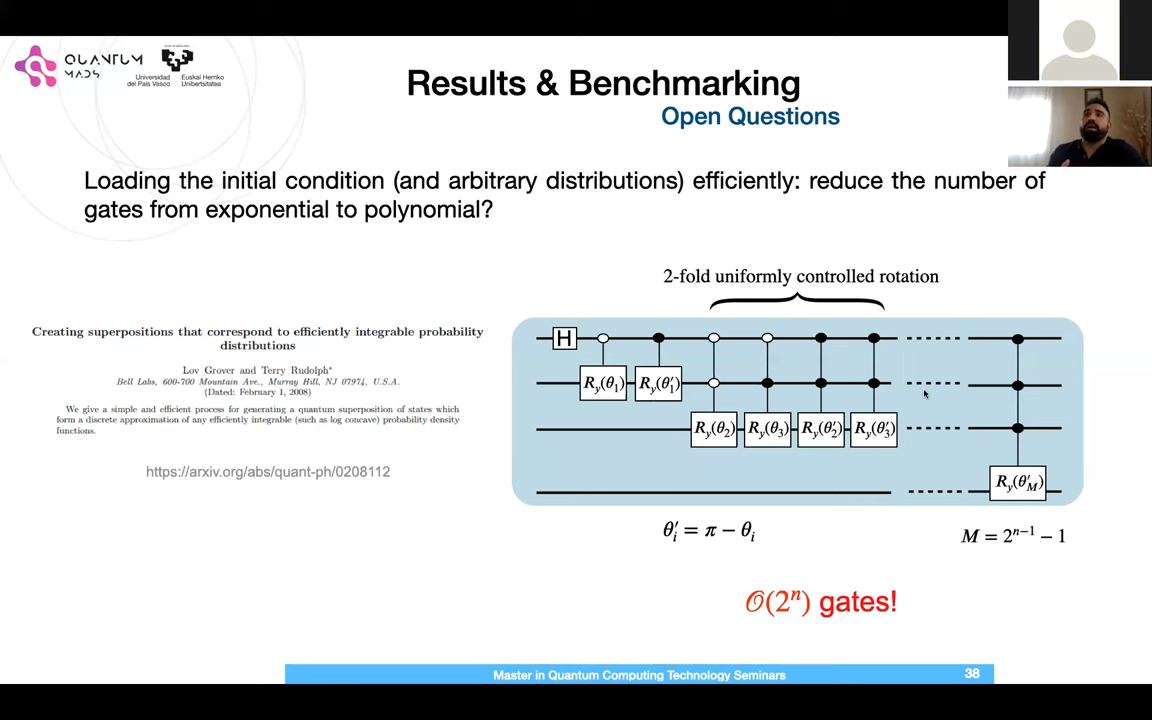 QUANTUM
MADS
Universidad
del País Vasco
Euskal Herriko
Unibertsitatea
Results & Benchmarking
Open Questions
Loading the initial condition (and arbitrary distributions) efficiently: reduce the number of
gates from exponential to polynomial?
2-fold uniformly controlled rotation
Creating superpositions that correspond to efficiently integrable probability
distributions
Lov Grover and Terry Rudolph*
Bell Labs, 600-700 Mountain Ave., Murray Hill, NJ 07974, U.S.A.
(Dated: February 1, 2008)
We give a simple and efficient process for generating a quantum superposition of states which
form a discrete approximation of any efficiently integrable (such as log concave) probability density
functions.
https://arxiv.org/abs/quant-ph/0208112
H
R_y(θ_1) R_y(θ′_1)
R_y(θ_2) R_y(θ_3) R_y(θ′_2) R_y(θ′_3)
R_y(θ′_M)
θ′_i = π − θ_i
M = 2^{n−1} − 1
𝒪(2^n) gates!
Master in Quantum Computing Technology Seminars
38